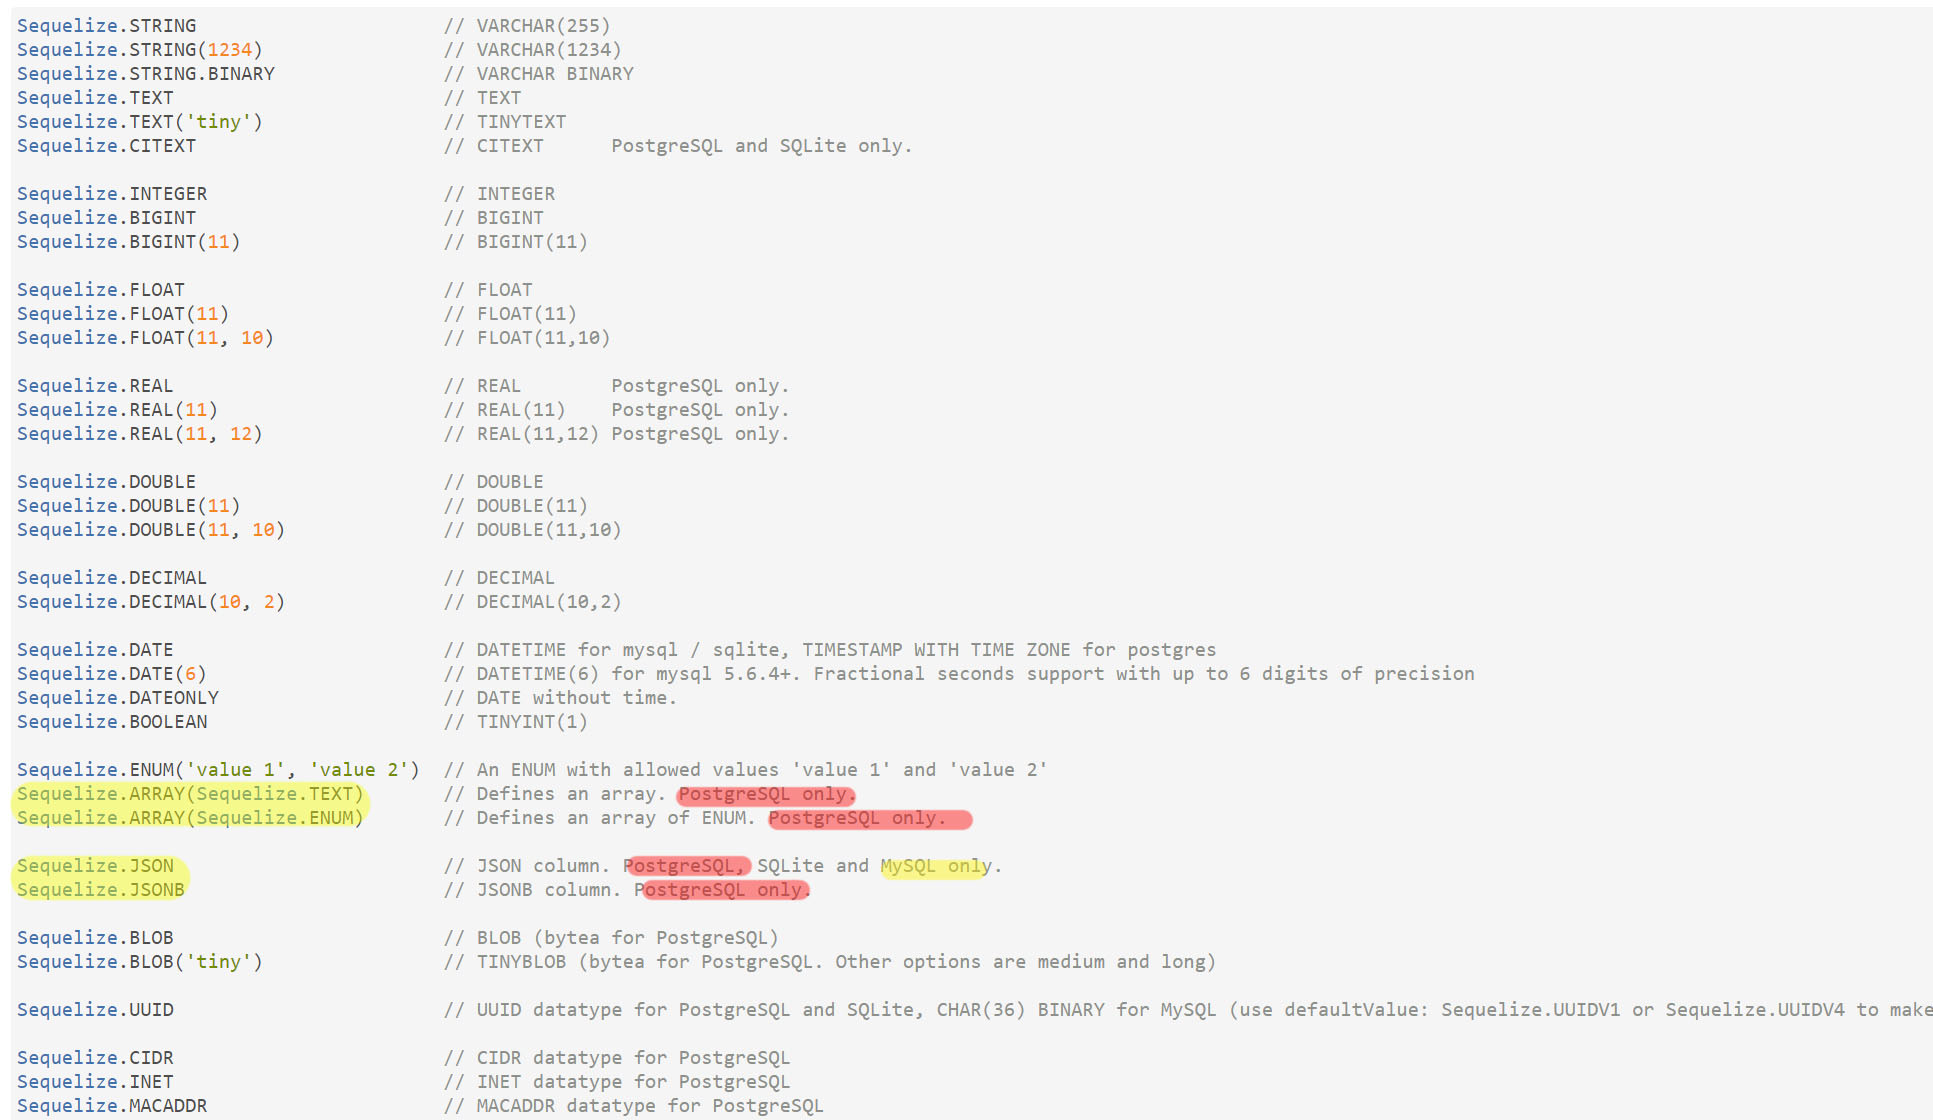 Sequelize.STRING // VARCHAR(255)
Sequelize.STRING(1234) // VARCHAR(1234)
Sequelize.STRING.BINARY // VARCHAR BINARY
Sequelize.TEXT // TEXT
Sequelize.TEXT('tiny') // TINYTEXT
Sequelize.CITEXT // CITEXT PostgreSQL and SQLite only.
Sequelize.INTEGER // INTEGER
Sequelize.BIGINT // BIGINT
Sequelize.BIGINT(11) // BIGINT(11)
Sequelize.FLOAT // FLOAT
Sequelize.FLOAT(11) // FLOAT(11)
Sequelize.FLOAT(11, 10) // FLOAT(11,10)
Sequelize.REAL // REAL PostgreSQL only.
Sequelize.REAL(11) // REAL(11) PostgreSQL only.
Sequelize.REAL(11, 12) // REAL(11,12) PostgreSQL only.
Sequelize.DOUBLE // DOUBLE
Sequelize.DOUBLE(11) // DOUBLE(11)
Sequelize.DOUBLE(11, 10) // DOUBLE(11,10)
Sequelize.DECIMAL // DECIMAL
Sequelize.DECIMAL(10, 2) // DECIMAL(10,2)
Sequelize.DATE // DATETIME for mysql / sqlite, TIMESTAMP WITH TIME ZONE for postgres
Sequelize.DATE(6) // DATETIME(6) for mysql 5.6.4+. Fractional seconds support with up to 6 digits of precision
Sequelize.DATEONLY // DATE without time.
Sequelize.BOOLEAN // TINYINT(1)
Sequelize.ENUM('value 1', 'value 2') // An ENUM with allowed values 'value 1' and 'value 2'
Sequelize.ARRAY(Sequelize.TEXT) // Defines an array. PostgreSQL only.
Sequelize.ARRAY(Sequelize.ENUM) // Defines an array of ENUM. PostgreSQL only.
Sequelize.JSON // JSON column. PostgreSQL, SQLite and MySQL only.
Sequelize.JSONB // JSONB column. PostgreSQL only.
Sequelize.BLOB // BLOB (bytea for PostgreSQL)
Sequelize.BLOB('tiny') // TINYBLOB (bytea for PostgreSQL. Other options are medium and long)
Sequelize.UUID // UUID datatype for PostgreSQL and SQLite, CHAR(36) BINARY for MySQL (use defaultValue: Sequelize.UUIDV1 or Sequelize.UUIDV4 to make
Sequelize.CIDR // CIDR datatype for PostgreSQL
Sequelize.INET // INET datatype for PostgreSQL
Sequelize.MACADDR // MACADDR datatype for PostgreSQL